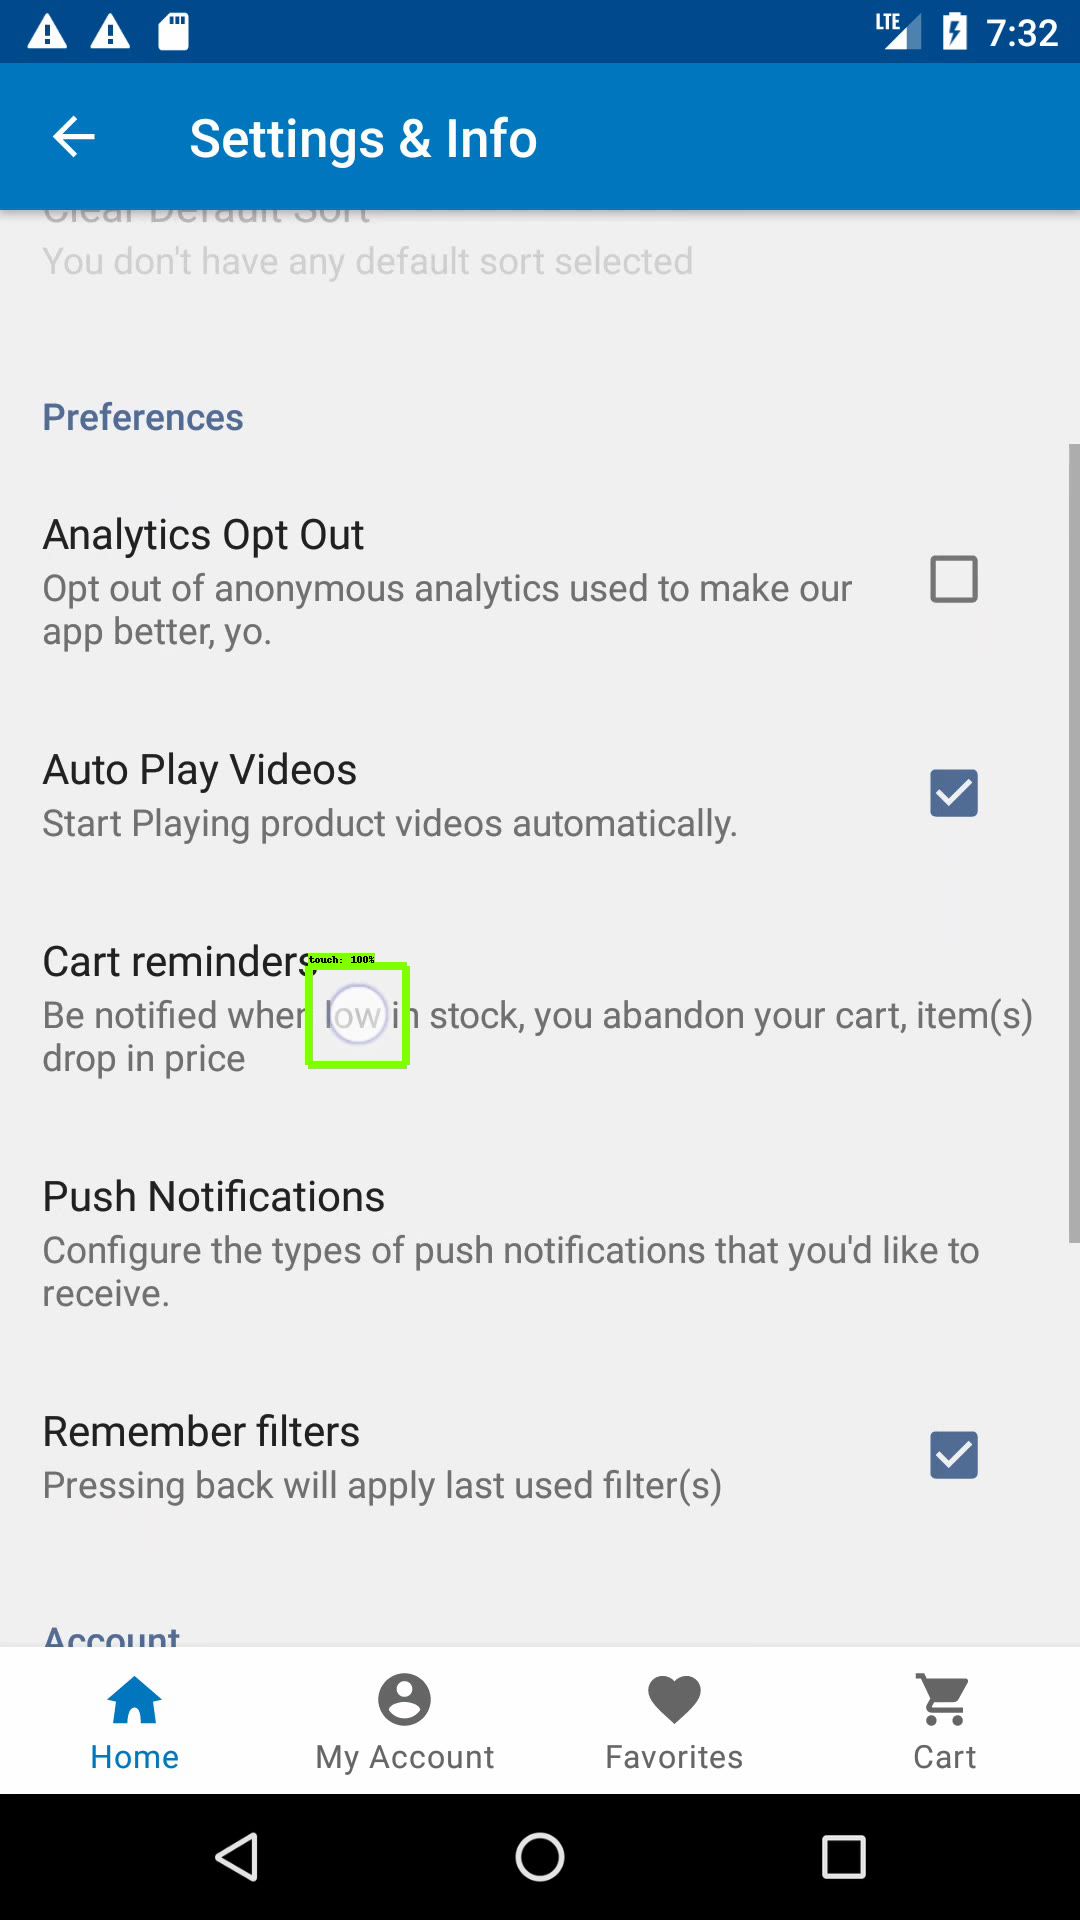 LTE 7:32
Settings & Info
Clear Default Sort
You don't have any default sort selected
Preferences
Analytics Opt Out
Opt out of anonymous analytics used to make our
app better, yo.
Auto Play Videos
Start Playing product videos automatically.
Cart reminders
touch: 100%
Be notified when low in stock, you abandon your cart, item(s)
drop in price
Push Notifications
Configure the types of push notifications that you'd like to
receive.
Remember filters
Pressing back will apply last used filter(s)
Account
Home My Account Favorites Cart